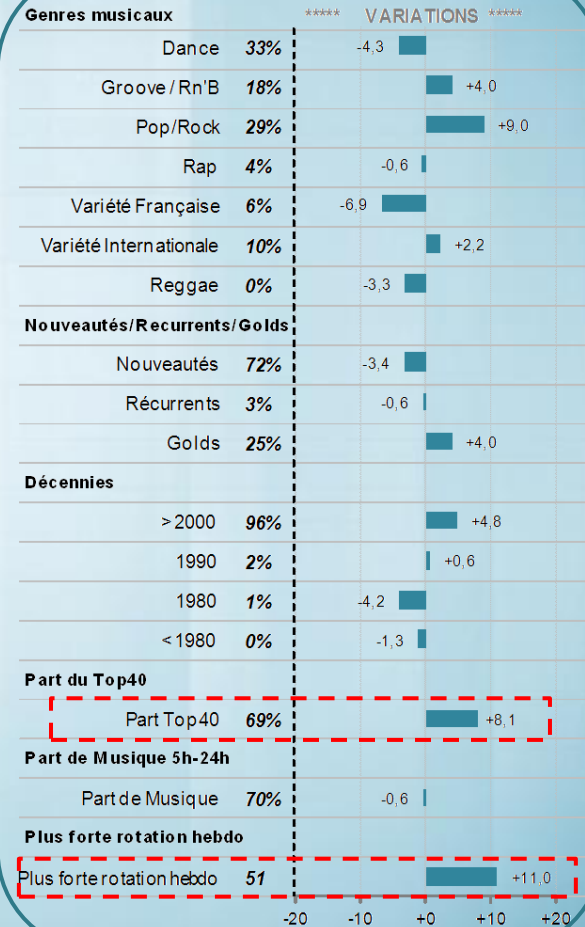 Genres musicaux ***** VARIATIONS *****
Dance 33% -4,3
Groove / Rn'B 18% +4,0
Pop/Rock 29% +9,0
Rap 4% -0,6
Variété Française 6% -6,9
Variété Internationale 10% +2,2
Reggae 0% -3,3
Nouveautés/Recurrents/Golds
Nouveautés 72% -3,4
Récurrents 3% -0,6
Golds 25% +4,0
Décennies
> 2000 96% +4,8
1990 2% +0,6
1980 1% -4,2
< 1980 0% -1,3
Part du Top40
Part Top40 69% +8,1
Part de Musique 5h-24h
Part de Musique 70% -0,6
Plus forte rotation hebdo
Plus forte rotation hebdo 51 +11,0
-20 -10 +0 +10 +20